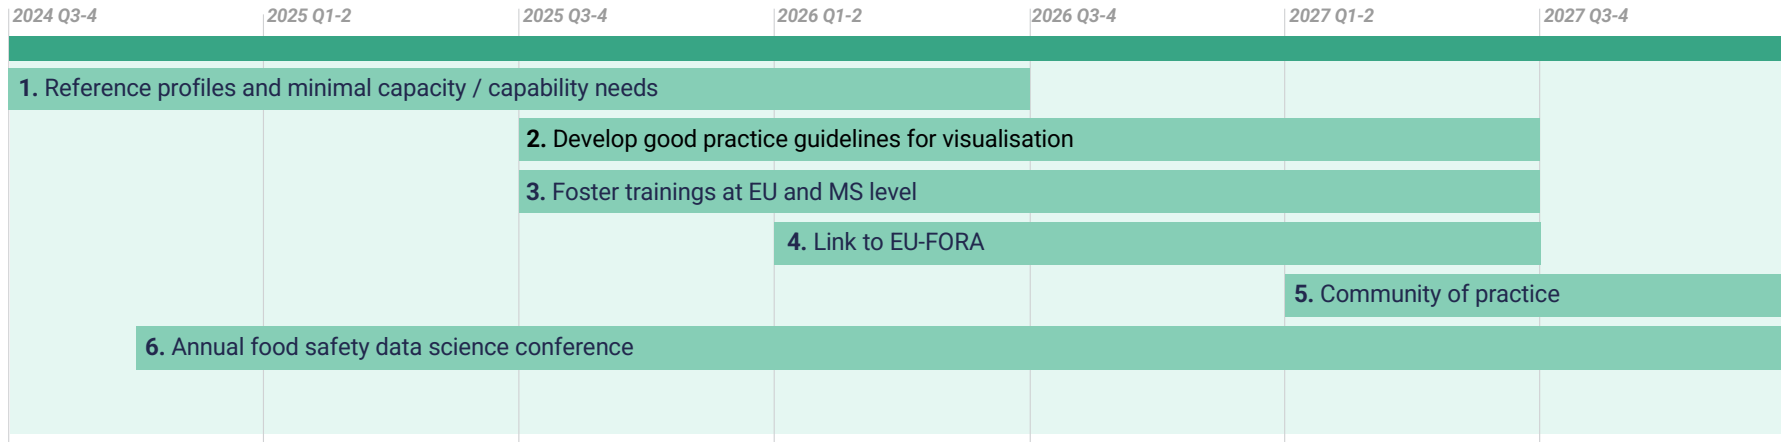 2024 Q3-4
2025 Q1-2
2025 Q3-4
2026 Q1-2
2026 Q3-4
2027 Q1-2
2027 Q3-4
1. Reference profiles and minimal capacity / capability needs
2. Develop good practice guidelines for visualisation
3. Foster trainings at EU and MS level
4. Link to EU-FORA
5. Community of practice
6. Annual food safety data science conference